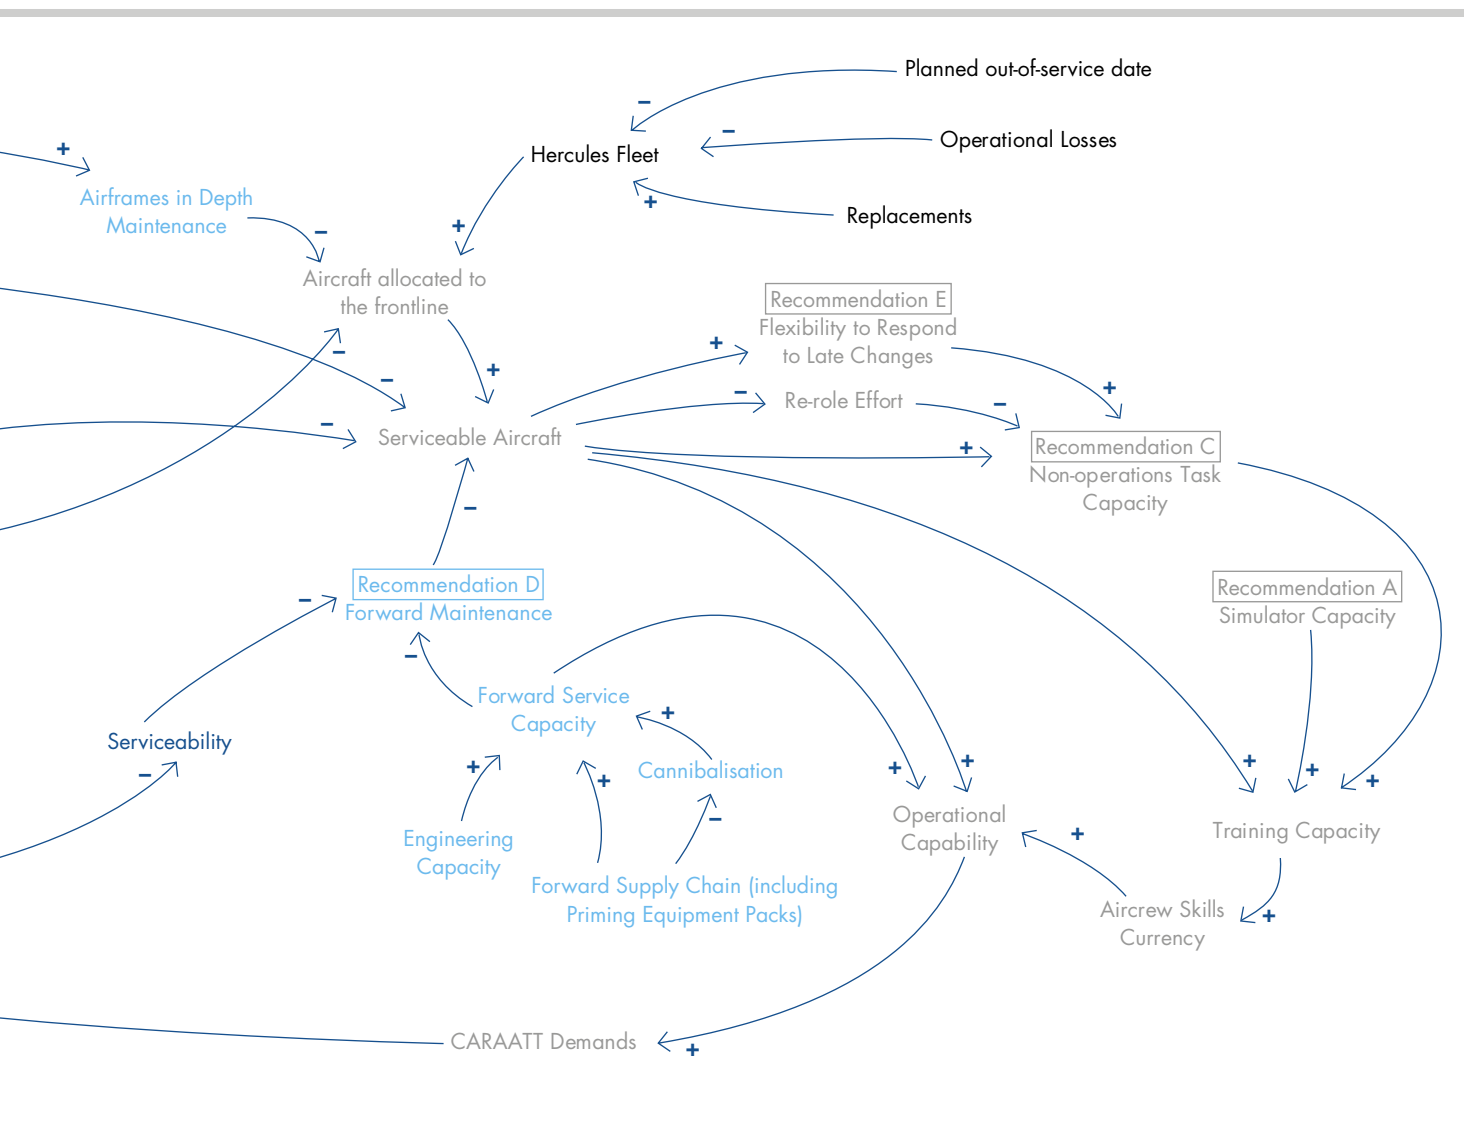 Planned out-of-service date
−
−
Operational Losses
+
Hercules Fleet
Airframes in Depth
Maintenance
+
Replacements
+
−
Aircraft allocated to
the frontline
Recommendation E
Flexibility to Respond
to Late Changes
+
−
+
−
+
−
Re-role Effort
−
−
Serviceable Aircraft
+
Recommendation C
Non-operations Task
Capacity
−
Recommendation D
Forward Maintenance
−
Recommendation A
Simulator Capacity
−
Forward Service
Capacity
+
Serviceability
−
+
+
Cannibalisation
+
+
+
+
+
−
Operational
Capability
Training Capacity
+
Engineering
Capacity
Forward Supply Chain (including
Priming Equipment Packs)
Aircrew Skills
Currency
+
CARAATT Demands
+